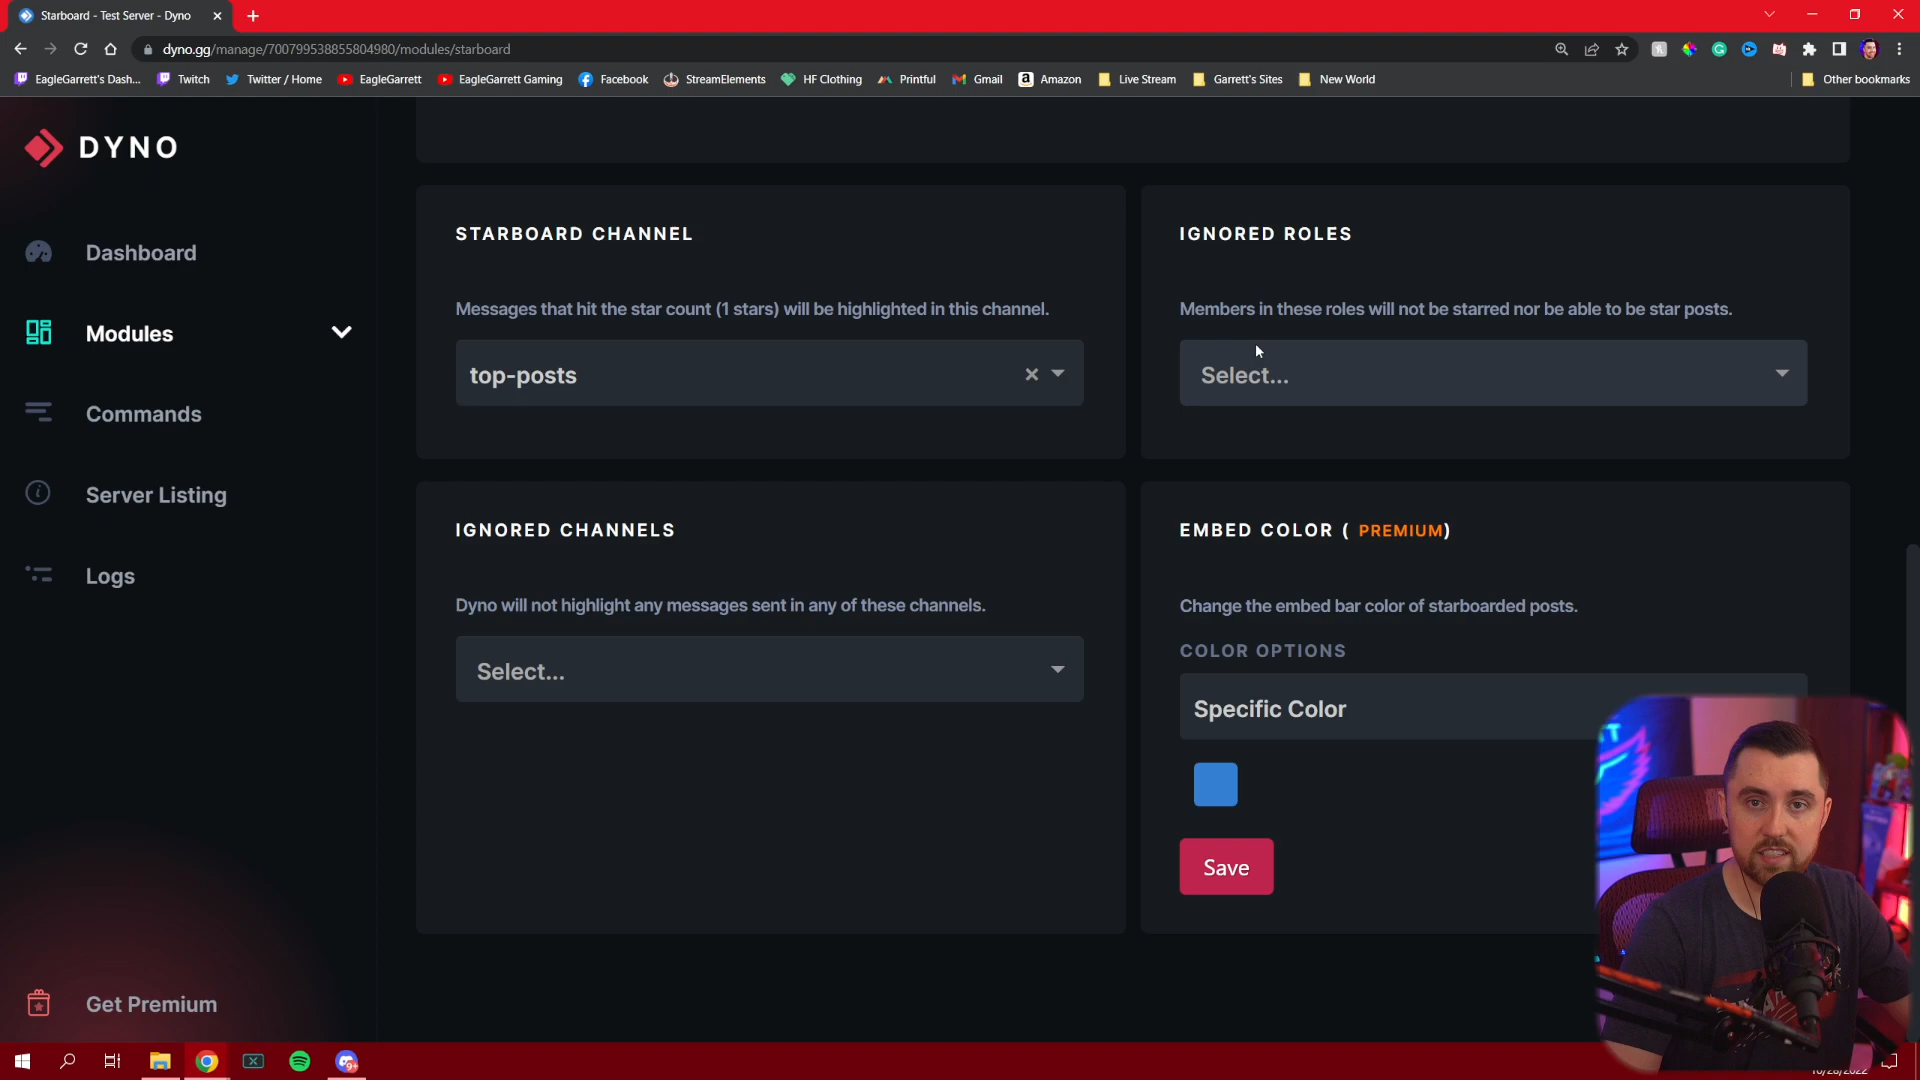 Starboard - Test Server - Dyno
dyno.gg/manage/700799538855804980/modules/starboard
EagleGarrett's Dash... Twitch Twitter / Home EagleGarrett EagleGarrett Gaming Facebook StreamElements HF Clothing Printful Gmail Amazon Live Stream Garrett's Sites New World Other bookmarks
DYNO
Dashboard
Modules
Commands
Server Listing
Logs
Get Premium
STARBOARD CHANNEL
Messages that hit the star count (1 stars) will be highlighted in this channel.
top-posts
IGNORED ROLES
Members in these roles will not be starred nor be able to be star posts.
Select...
IGNORED CHANNELS
Dyno will not highlight any messages sent in any of these channels.
Select...
EMBED COLOR ( PREMIUM)
Change the embed bar color of starboarded posts.
COLOR OPTIONS
Specific Color
Save
9+
10/28/2022